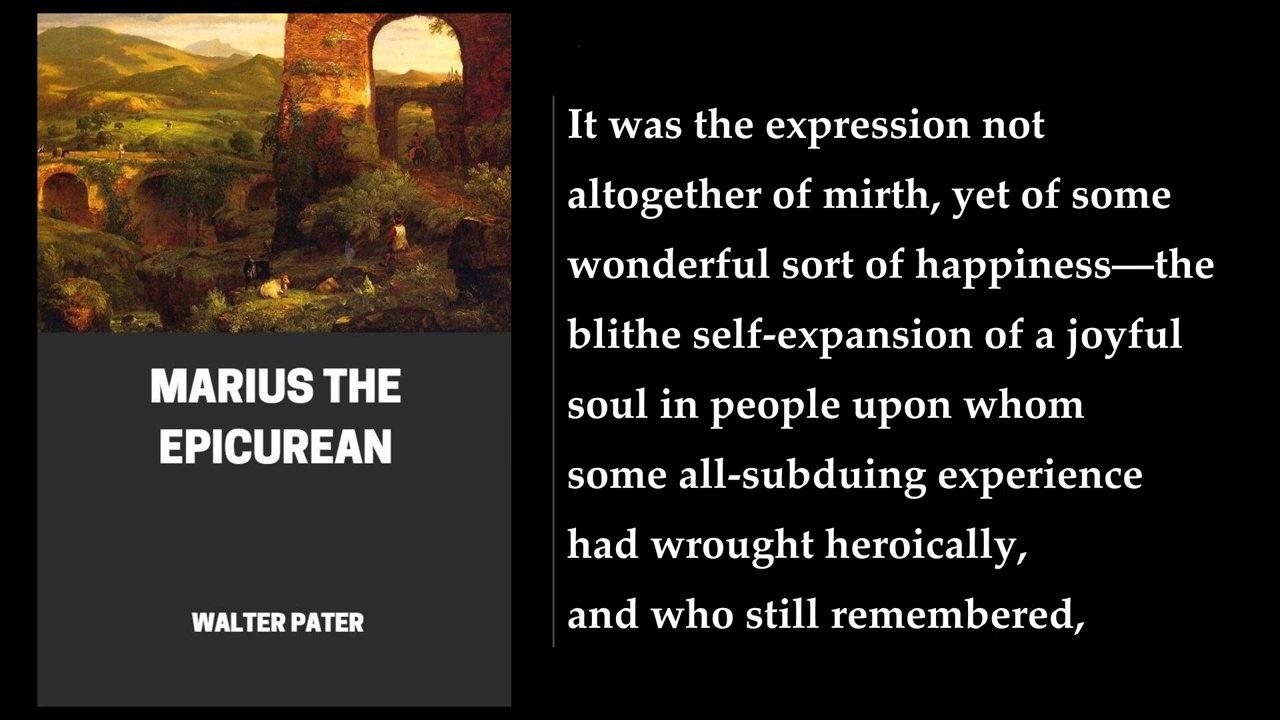 MARIUS THE
EPICUREAN
WALTER PATER
It was the expression not
altogether of mirth, yet of some
wonderful sort of happiness—the
blithe self-expansion of a joyful
soul in people upon whom
some all-subduing experience
had wrought heroically,
and who still remembered,